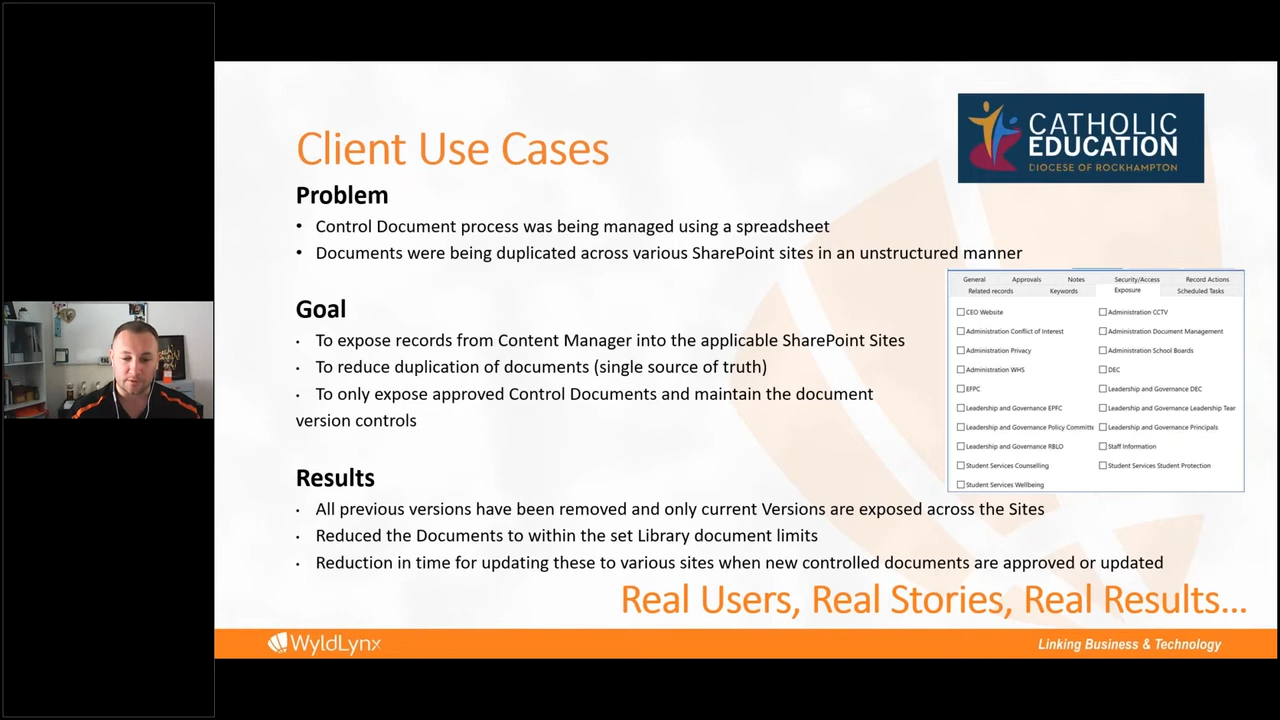 CATHOLIC
EDUCATION
DIOCESE OF ROCKHAMPTON
Client Use Cases
Problem
• Control Document process was being managed using a spreadsheet
• Documents were being duplicated across various SharePoint sites in an unstructured manner
Goal
• To expose records from Content Manager into the applicable SharePoint Sites
• To reduce duplication of documents (single source of truth)
• To only expose approved Control Documents and maintain the document
version controls
General Approvals Notes Security/Access Record Actions
Related records Keywords Exposure Scheduled Tasks
CEO Website Administration CCTV
Administration Conflict of Interest Administration Document Management
Administration Privacy Administration School Boards
Administration WHS DEC
EFPC Leadership and Governance DEC
Leadership and Governance EPFC Leadership and Governance Leadership Tear
Leadership and Governance Policy Committe Leadership and Governance Principals
Leadership and Governance RBLO Staff Information
Student Services Counselling Student Services Student Protection
Student Services Wellbeing
Results
• All previous versions have been removed and only current Versions are exposed across the Sites
• Reduced the Documents to within the set Library document limits
• Reduction in time for updating these to various sites when new controlled documents are approved or updated
Real Users, Real Stories, Real Results...
WyldLynx
Linking Business & Technology